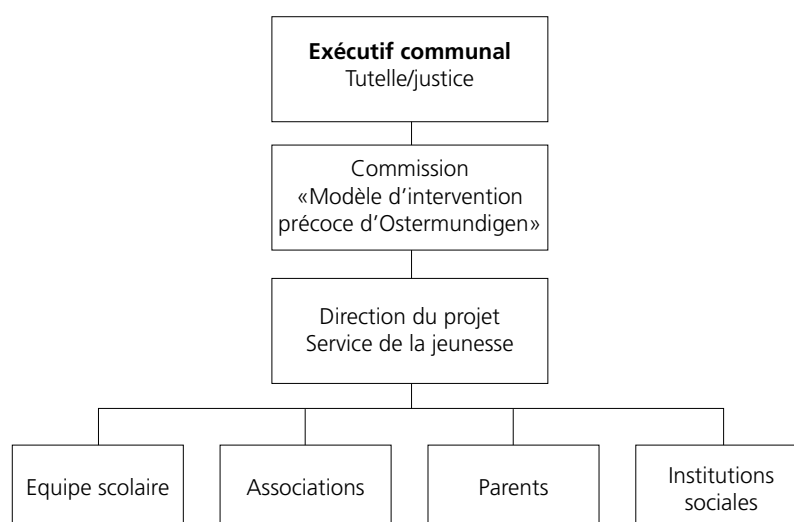 Exécutif communal
Tutelle/justice
Commission
«Modèle d’intervention
précoce d’Ostermundigen»
Direction du projet
Service de la jeunesse
Equipe scolaire
Associations
Parents
Institutions
sociales